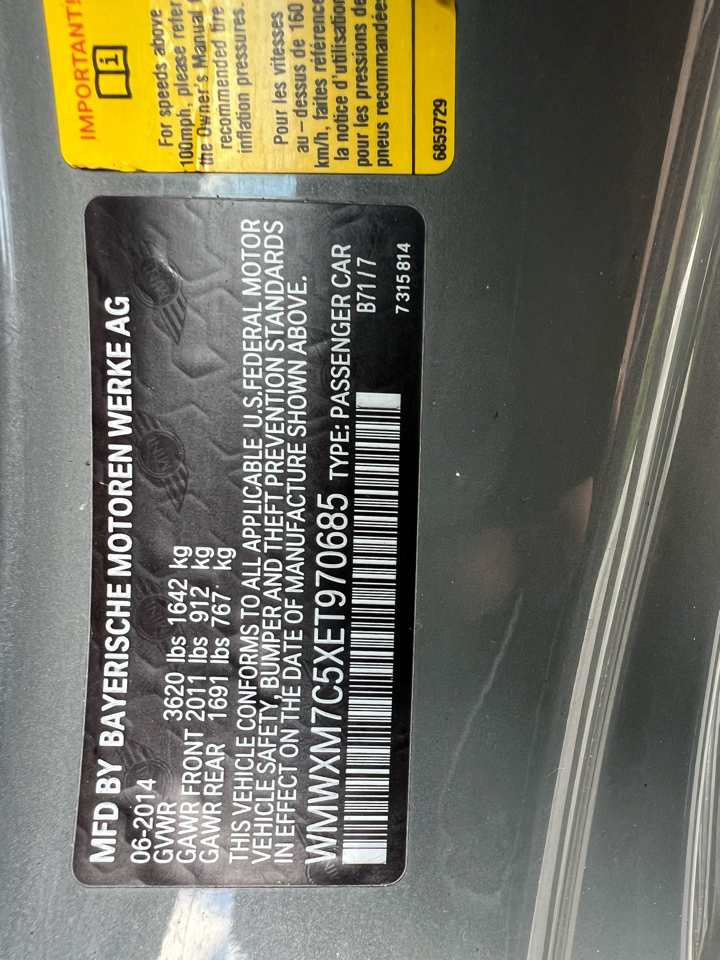 MFD BY BAYERISCHE MOTOREN WERKE AG
06-2014
GVWR 3620 lbs 1642 kg
GAWR FRONT 2011 lbs 912 kg
GAWR REAR 1691 lbs 767 kg
THIS VEHICLE CONFORMS TO ALL APPLICABLE U.S.FEDERAL MOTOR
VEHICLE SAFETY, BUMPER AND THEFT PREVENTION STANDARDS
IN EFFECT ON THE DATE OF MANUFACTURE SHOWN ABOVE.
WMWXM7C5XET970685 TYPE: PASSENGER CAR
B71/7
7 315 814
IMPORTANT!
i
For speeds above
100mph, please refer
the Owner's Manual
recommended tire
inflation pressures.
Pour les vitesses
au - dessus de 160
km/h, faites référence
la notice d'utilisation
pour les pressions de
pneus recommandées
6859729